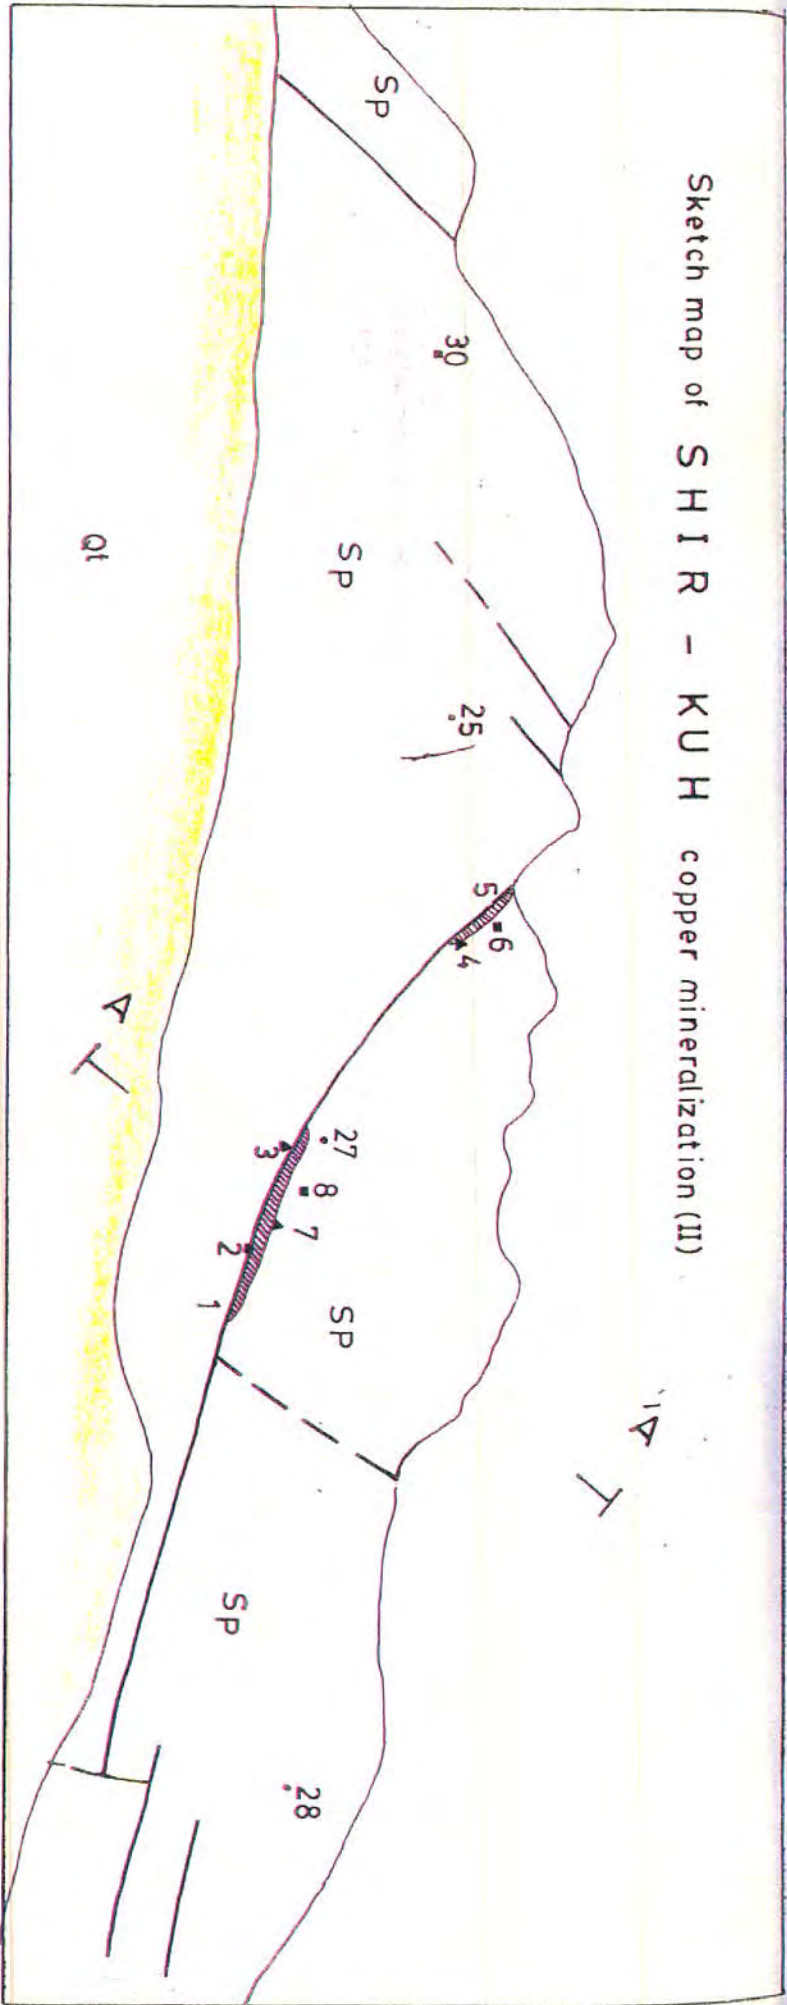 Sketch map of SHIR - KUH copper mineralization (II)
Sp
30
Sp
25
5
6
4
27
3
8
7
2
1
Sp
Sp
28
Ql
A
A'